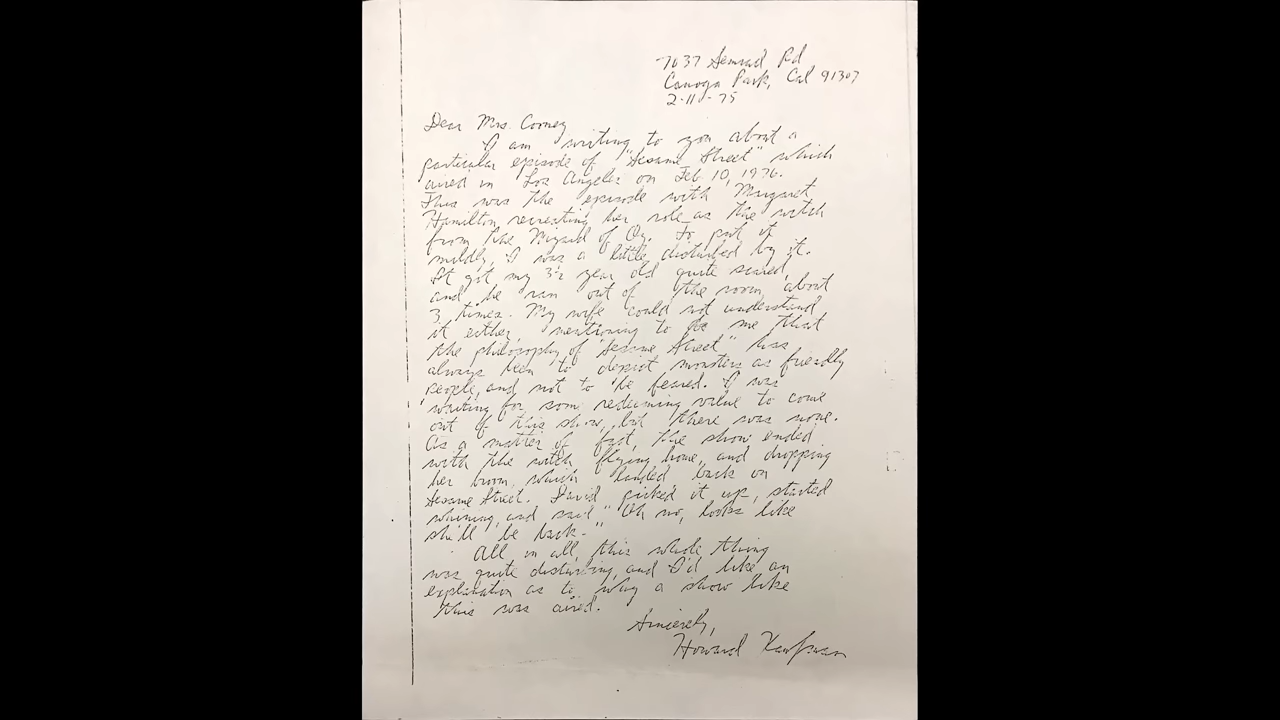 7637 Semrad Rd
Canoga Park, Cal 91307
2-11-75
Dear Mrs. Cooney
I am writing to you about a
particular episode of "Sesame Street" which
aired in Los Angeles on Feb 10, 1976.
This was the episode with Margaret
Hamilton recreating her role as the witch
from the Wizard of Oz. To put it
mildly, I was a little disturbed by it.
It got my 3½ year old quite scared,
and he ran out of the room about
3 times. My wife could not understand
it either, mentioning to me that
the philosophy of "Sesame Street" has
always been to depict monsters as friendly
people, and not to be feared. I was
waiting for some redeeming value to come
out of this show, but there was none.
As a matter of fact, the show ended
with the witch flying home, and dropping
her broom, which landed back on
Sesame Street. David picked it up, started
whining, and said "Oh no, looks like
she'll be back."
All in all, this whole thing
was quite disturbing, and I'd like an
explanation as to why a show like
this was aired.
Sincerely,
Howard Kaufman